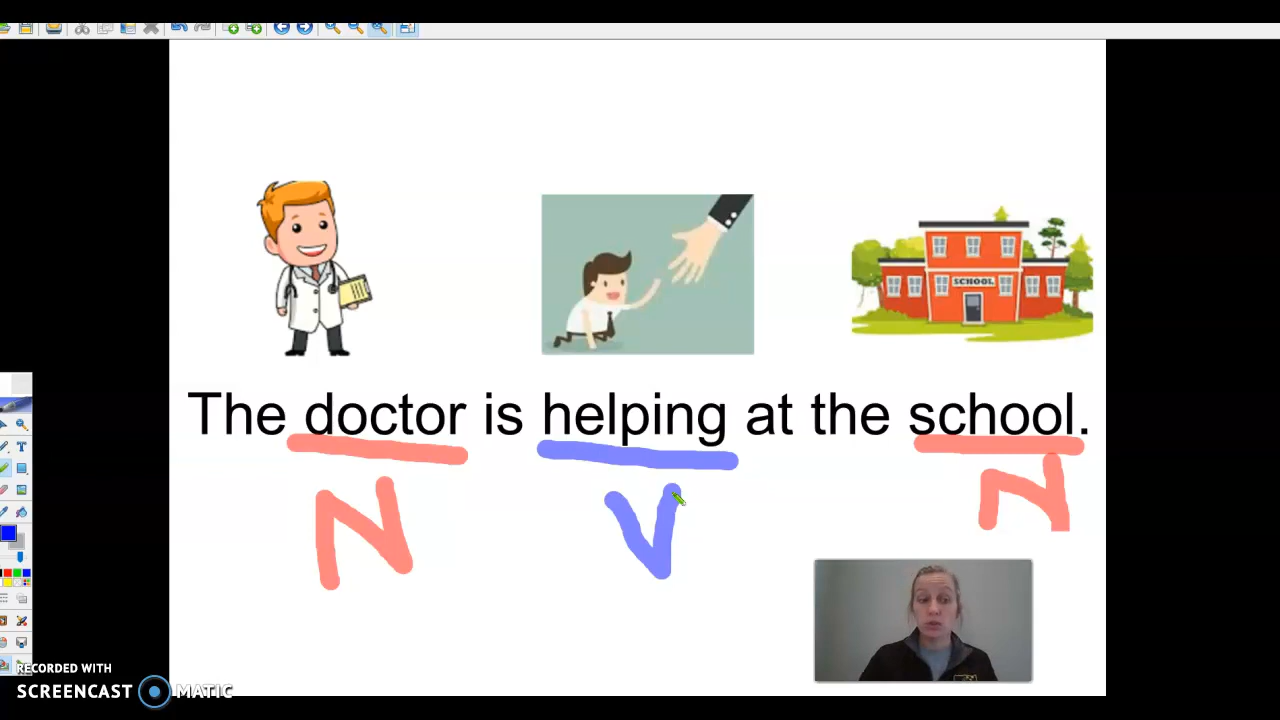 SCHOOL
The doctor is helping at the school.
N V N
RECORDED WITH
SCREENCAST MATIC